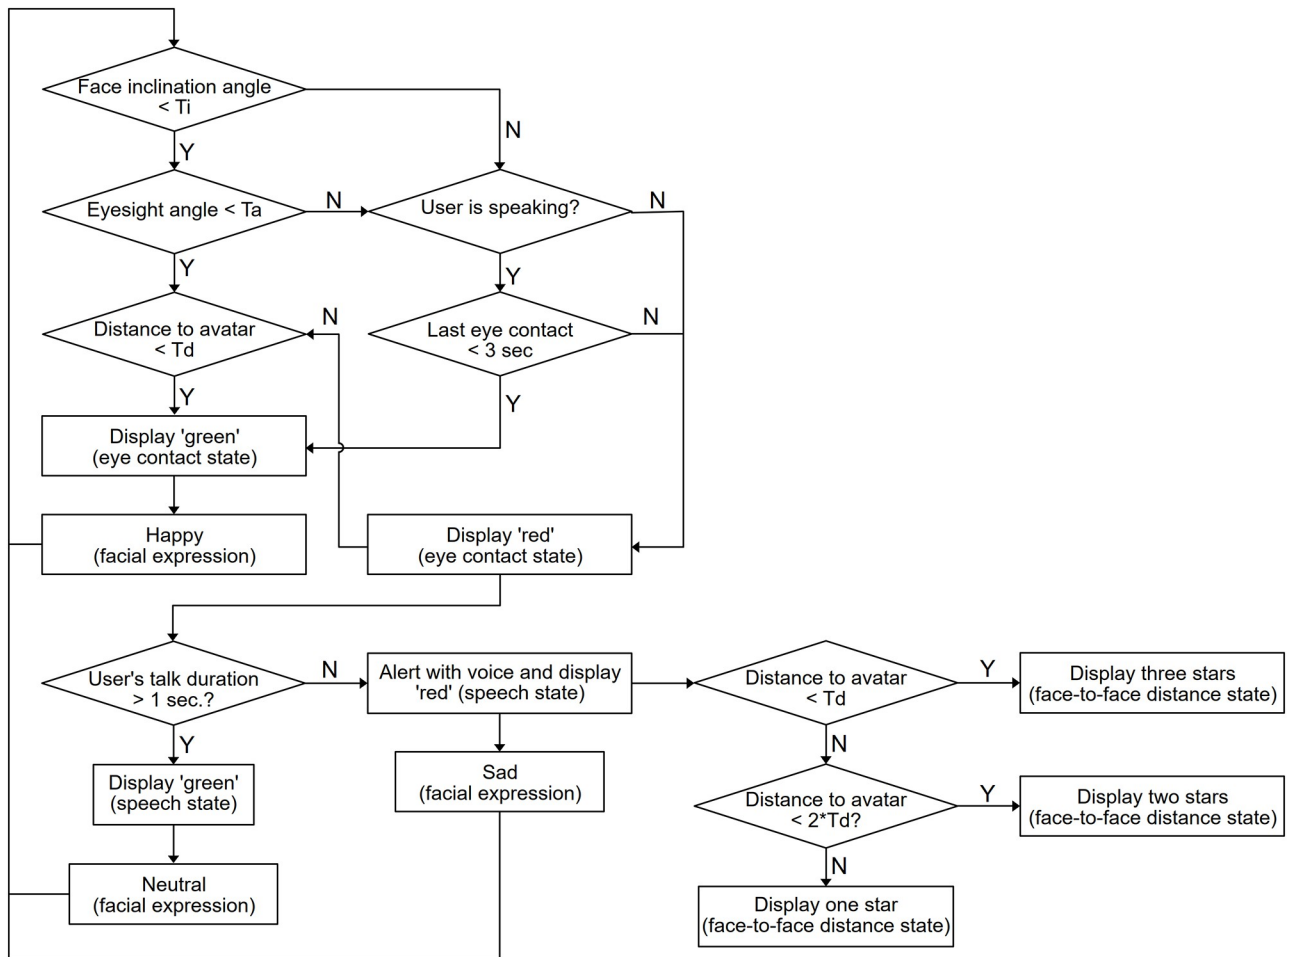 Face inclination angle
< Ti
N
Y
Eyesight angle < Ta
N
User is speaking?
N
Y
Y
Distance to avatar
< Td
N
Last eye contact
< 3 sec
N
Y
Y
Display 'green'
(eye contact state)
Happy
(facial expression)
Display 'red'
(eye contact state)
User's talk duration
> 1 sec.?
N
Alert with voice and display
'red' (speech state)
Distance to avatar
< Td
Y
Display three stars
(face-to-face distance state)
Y
N
Display 'green'
(speech state)
Sad
(facial expression)
Distance to avatar
< 2*Td?
Y
Display two stars
(face-to-face distance state)
N
Neutral
(facial expression)
Display one star
(face-to-face distance state)